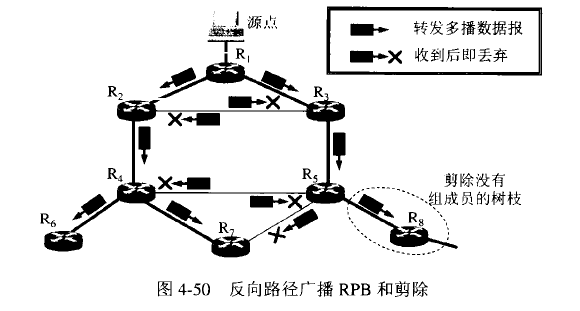 源点
转发多播数据报
收到后即丢弃
R1
R2
R3
R4
R5
剪除没有
组成员的树枝
R6
R7
R8
图 4-50 反向路径广播 RPB 和剪除